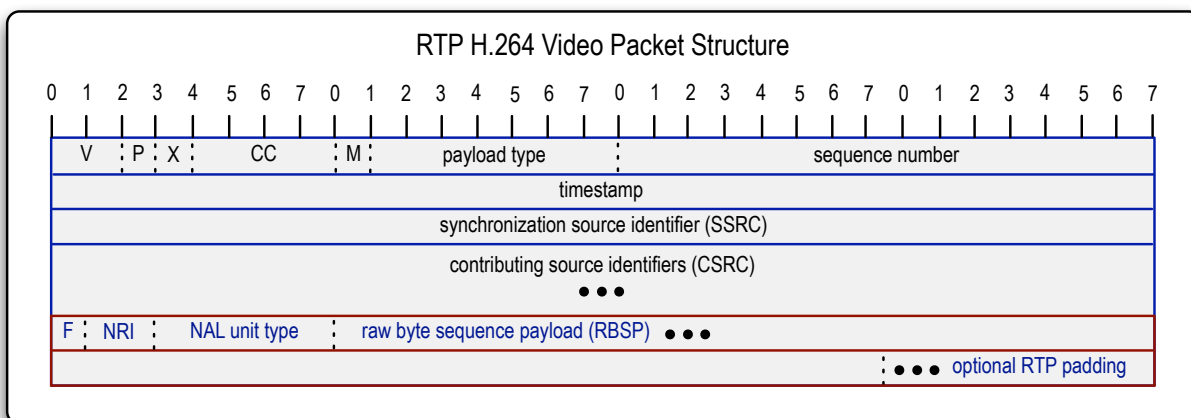 RTP H.264 Video Packet Structure
0 1 2 3 4 5 6 7 0 1 2 3 4 5 6 7 0 1 2 3 4 5 6 7 0 1 2 3 4 5 6 7
V P X CC M payload type sequence number
timestamp
synchronization source identifier (SSRC)
contributing source identifiers (CSRC)
•••
F NRI NAL unit type raw byte sequence payload (RBSP) •••
••• optional RTP padding